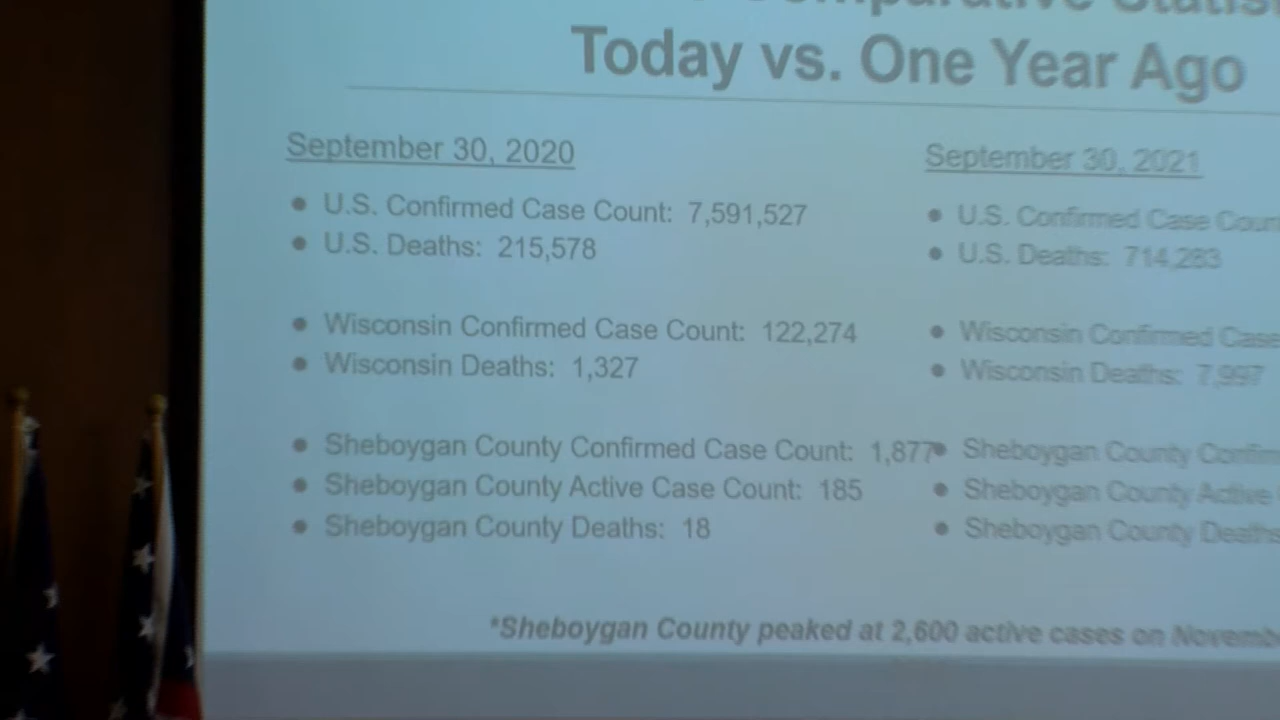 Comparative
Today vs. One Year Ago
September 30, 2020
U.S. Confirmed Case Count: 7,591,527
U.S. Deaths: 215,578
Wisconsin Confirmed Case Count: 122,274
Wisconsin Deaths: 1,327
Sheboygan County Confirmed Case Count: 1,877
Sheboygan County Active Case Count: 185
Sheboygan County Deaths: 18
September 30, 2021
U.S. Confirmed Case
U.S. Deaths: 714,283
Wisconsin Confirmed Case
Wisconsin Deaths: 7,997
Sheboygan County
Sheboygan County Active
Sheboygan County Deaths
*Sheboygan County peaked at 2,600 active cases on